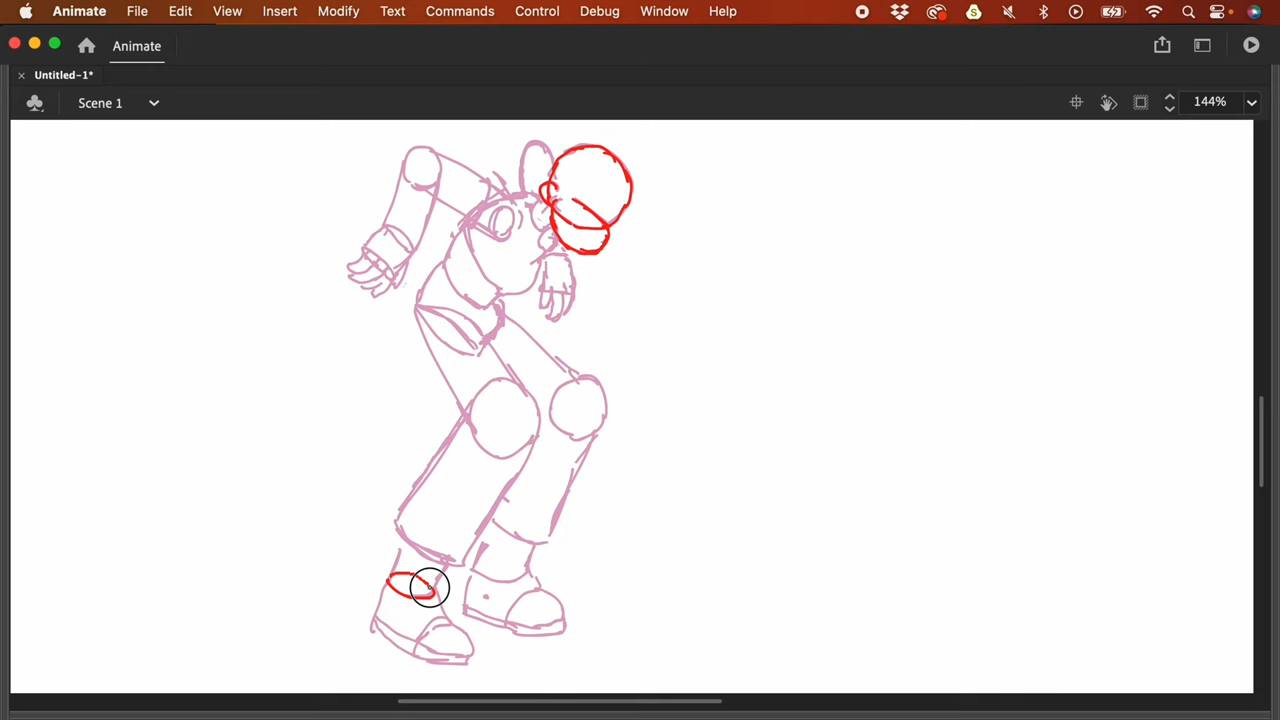 Animate File Edit View Insert Modify Text Commands Control Debug Window Help
Animate
Untitled-1*
Scene 1 144%